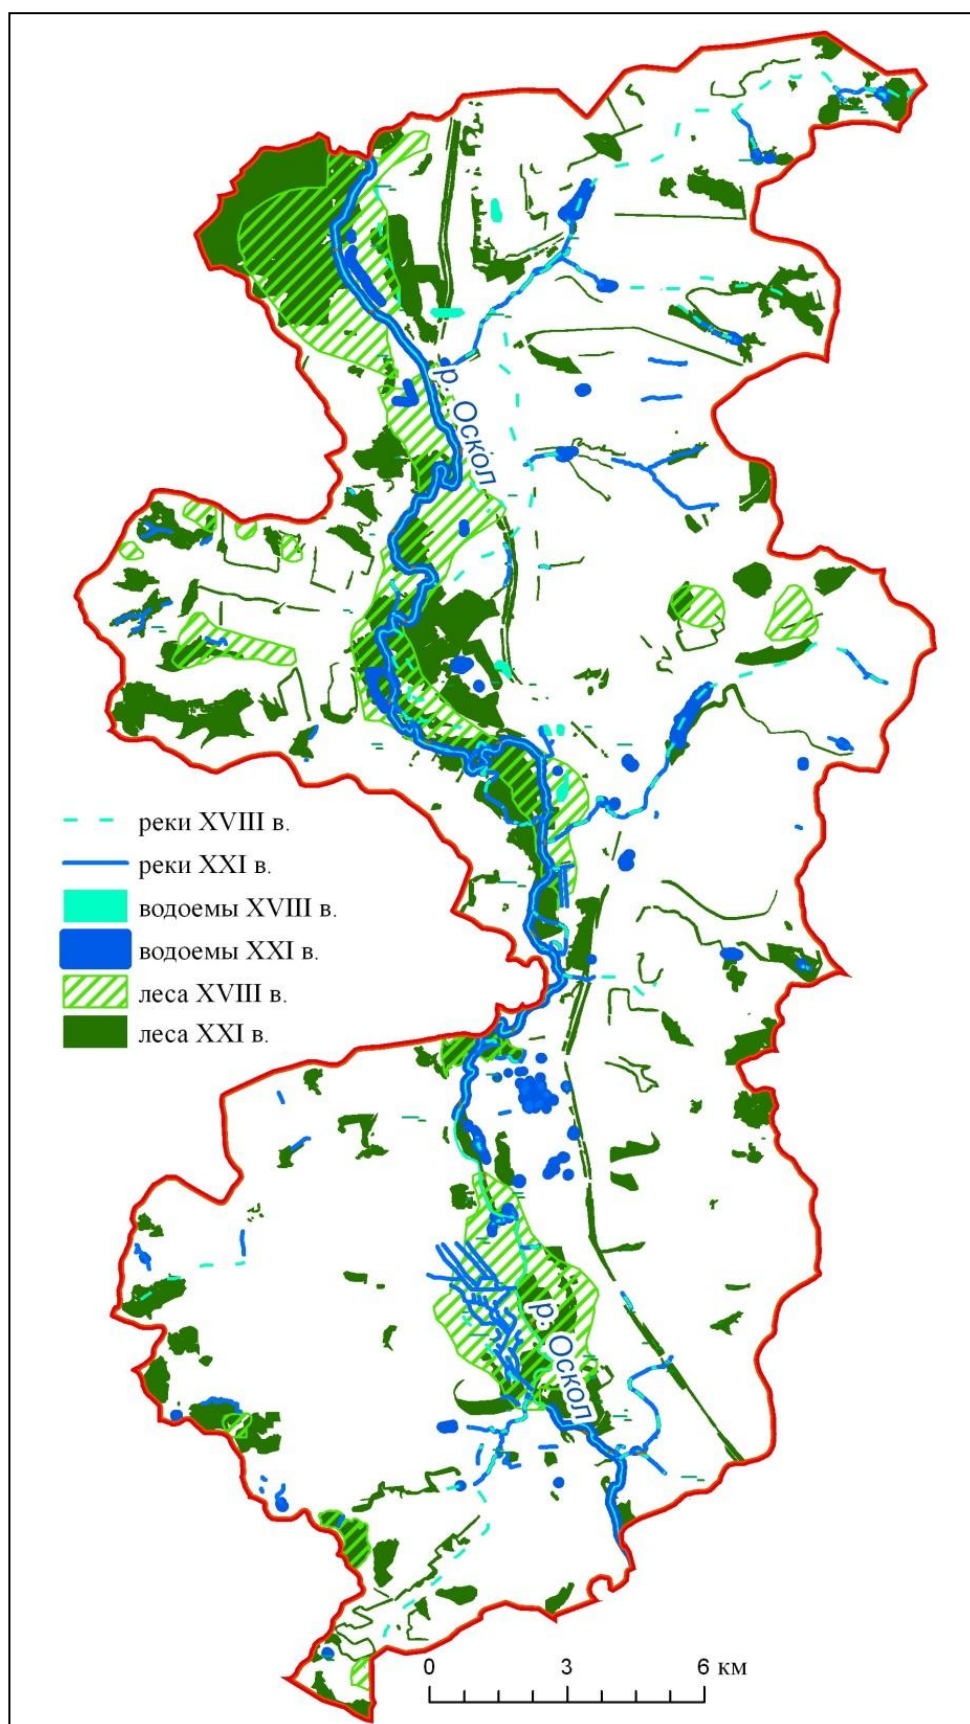 р. Оскол
реки XVIII в.
реки XXI в.
водоемы XVIII в.
водоемы XXI в.
леса XVIII в.
леса XXI в.
р. Оскол
0 3 6 км